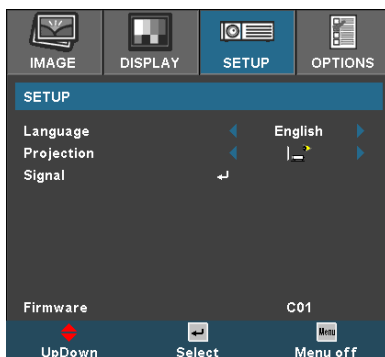 IMAGE DISPLAY SETUP OPTIONS
SETUP
Language English
Projection
Signal
Firmware C01
Menu
UpDown Select Menu off